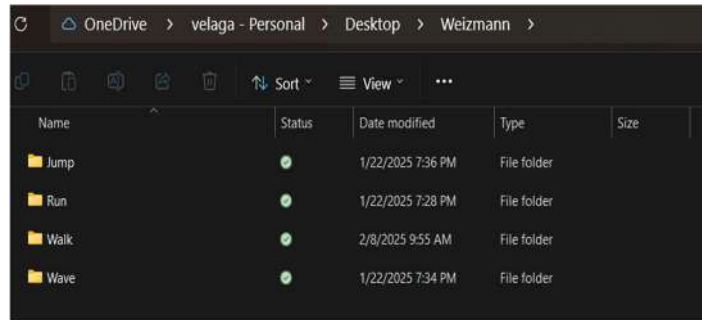 OneDrive > velaga - Personal > Desktop > Weizmann >
Sort View ...
Name Status Date modified Type Size
Jump 1/22/2025 7:36 PM File folder
Run 1/22/2025 7:28 PM File folder
Walk 2/8/2025 9:55 AM File folder
Wave 1/22/2025 7:34 PM File folder